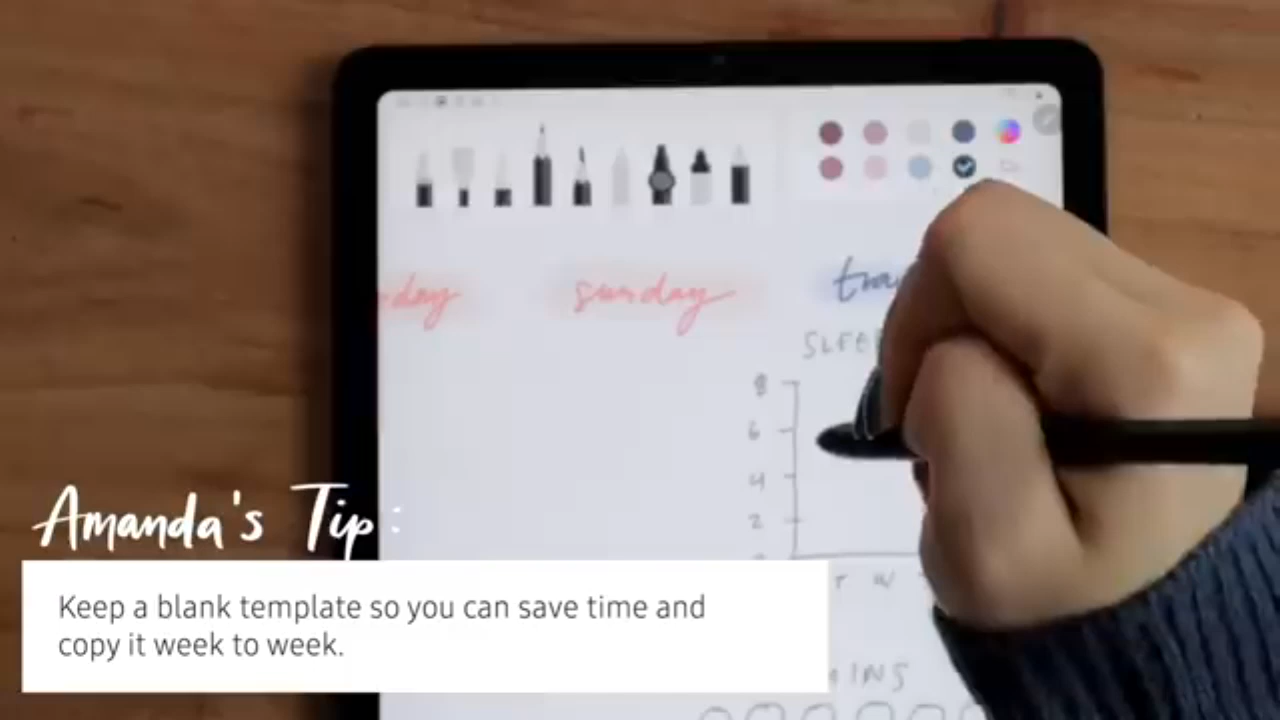 sunday
8
6
4
2
T W
Amanda's Tip:
Keep a blank template so you can save time and
copy it week to week.